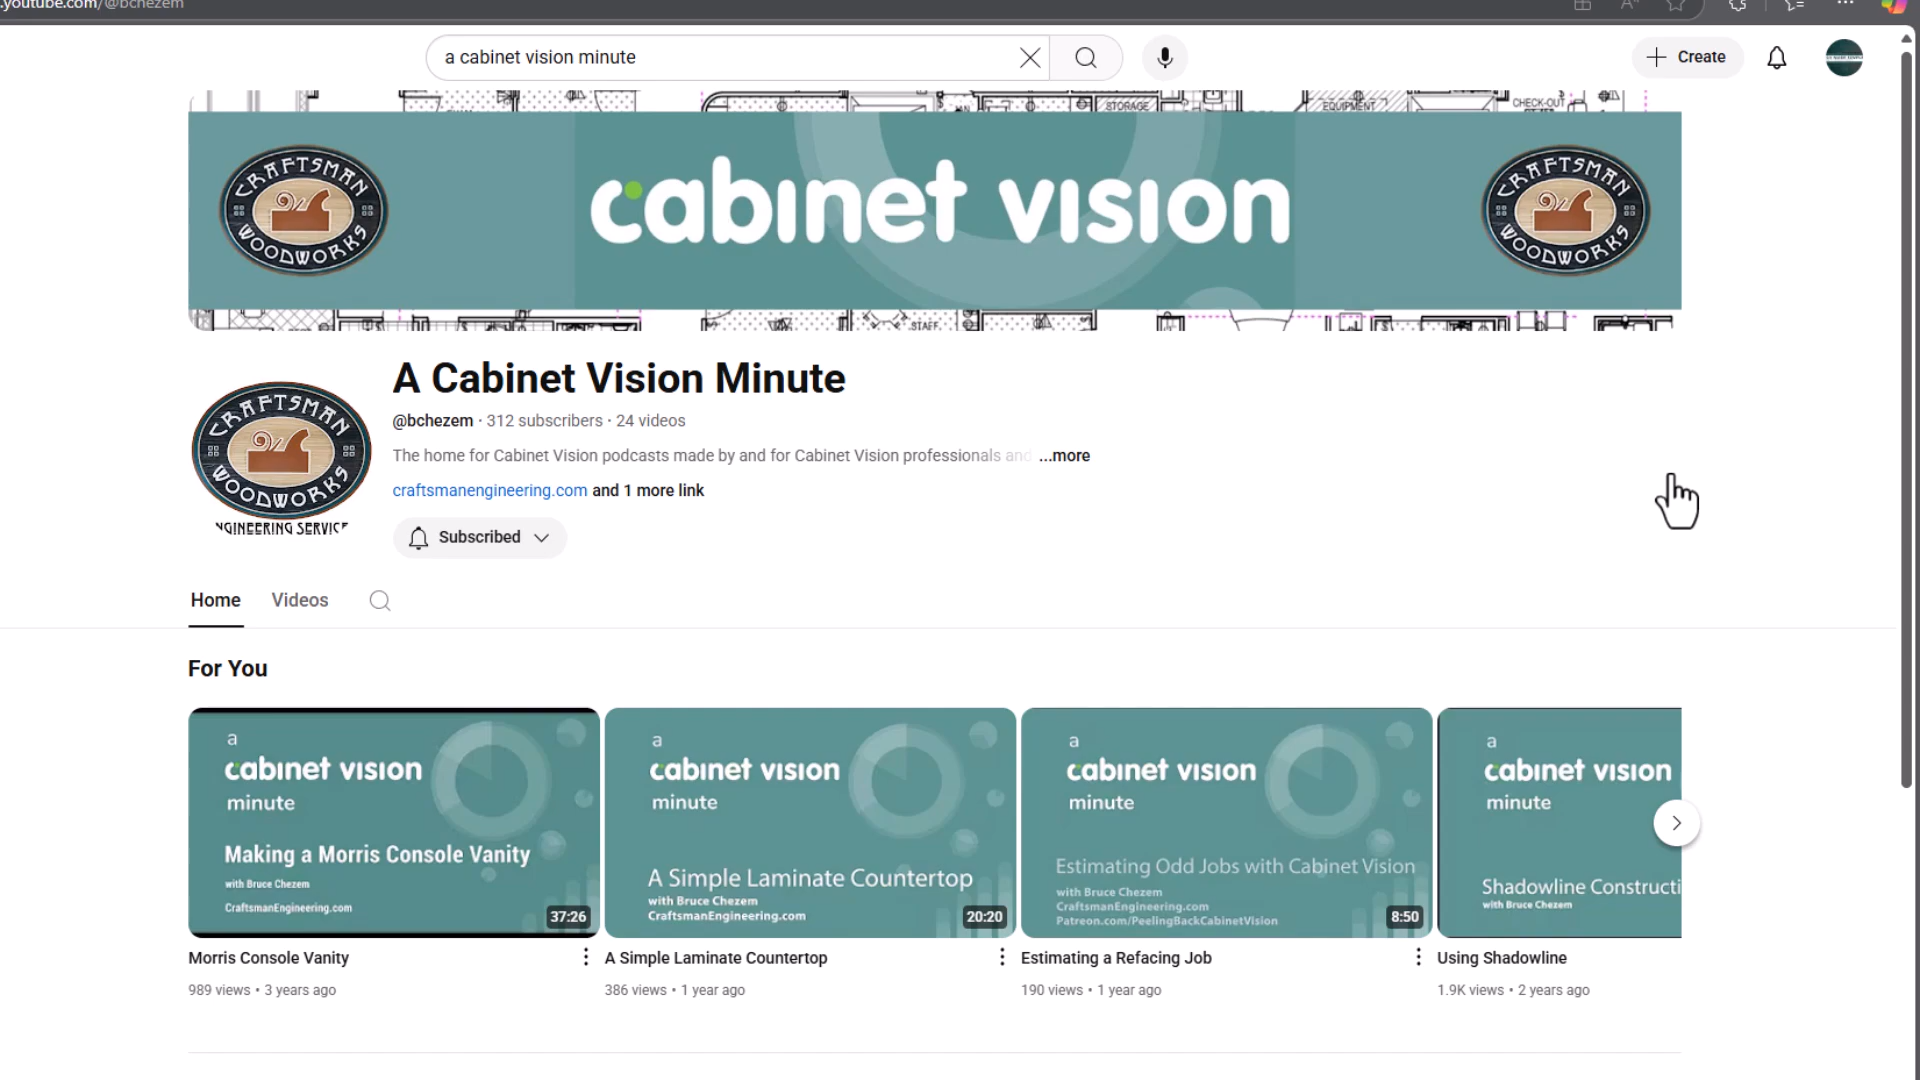 .youtube.com/@bchezem
a cabinet vision minute
Create
STORAGE
EQUIPMENT
CHECK-OUT
CRAFTSMAN
WOODWORKS
cabinet vision
CRAFTSMAN
WOODWORKS
STAFF
A Cabinet Vision Minute
@bchezem · 312 subscribers · 24 videos
The home for Cabinet Vision podcasts made by and for Cabinet Vision professionals and ...more
craftsmanengineering.com and 1 more link
CRAFTSMAN
WOODWORKS
NGINEERING SERVIC
Subscribed
Home Videos
For You
a
cabinet vision
minute
Making a Morris Console Vanity
with Bruce Chezem
CraftsmanEngineering.com
37:26
a
cabinet vision
minute
A Simple Laminate Countertop
with Bruce Chezem
CraftsmanEngineering.com
20:20
a
cabinet vision
minute
Estimating Odd Jobs with Cabinet Vision
with Bruce Chezem
CraftsmanEngineering.com
Patreon.com/PeelingBackCabinetVision
8:50
a
cabinet vision
minute
Shadowline Constructi
with Bruce Chezem
Morris Console Vanity
989 views • 3 years ago
A Simple Laminate Countertop
386 views • 1 year ago
Estimating a Refacing Job
190 views • 1 year ago
Using Shadowline
1.9K views • 2 years ago